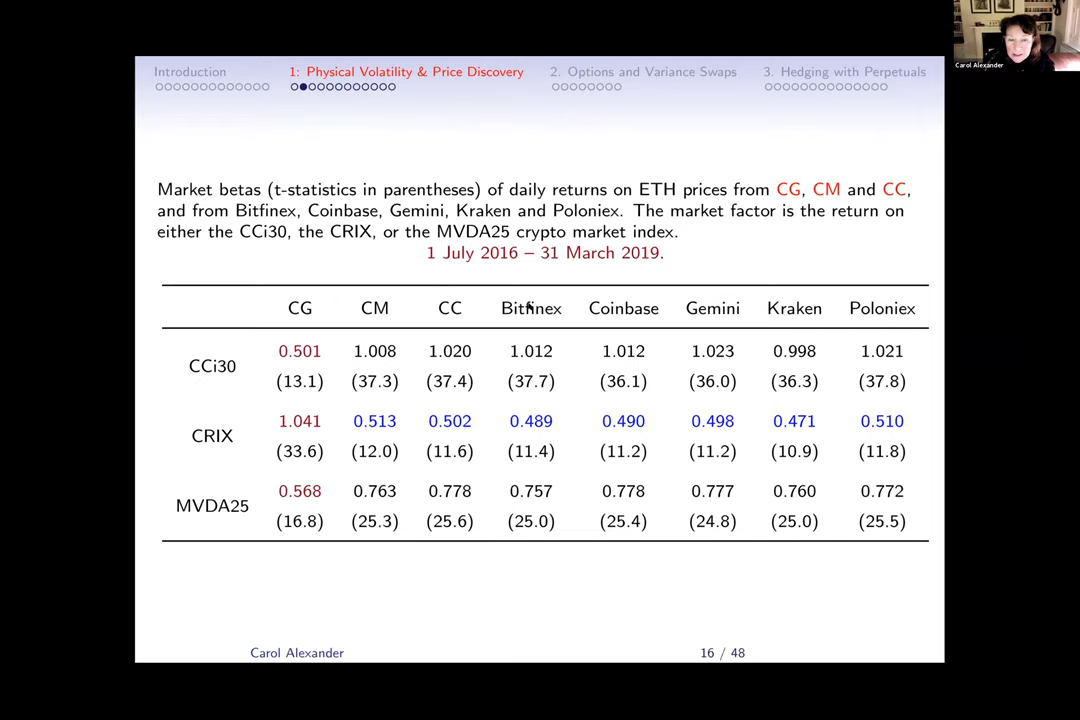 Carol Alexander
Introduction 1: Physical Volatility & Price Discovery 2. Options and Variance Swaps 3. Hedging with Perpetuals
Market betas (t-statistics in parentheses) of daily returns on ETH prices from CG, CM and CC,
and from Bitfinex, Coinbase, Gemini, Kraken and Poloniex. The market factor is the return on
either the CCi30, the CRIX, or the MVDA25 crypto market index.
1 July 2016 – 31 March 2019.
CG CM CC Bitfinex Coinbase Gemini Kraken Poloniex
CCi30 0.501 1.008 1.020 1.012 1.012 1.023 0.998 1.021
(13.1) (37.3) (37.4) (37.7) (36.1) (36.0) (36.3) (37.8)
CRIX 1.041 0.513 0.502 0.489 0.490 0.498 0.471 0.510
(33.6) (12.0) (11.6) (11.4) (11.2) (11.2) (10.9) (11.8)
MVDA25 0.568 0.763 0.778 0.757 0.778 0.777 0.760 0.772
(16.8) (25.3) (25.6) (25.0) (25.4) (24.8) (25.0) (25.5)
Carol Alexander 16 / 48